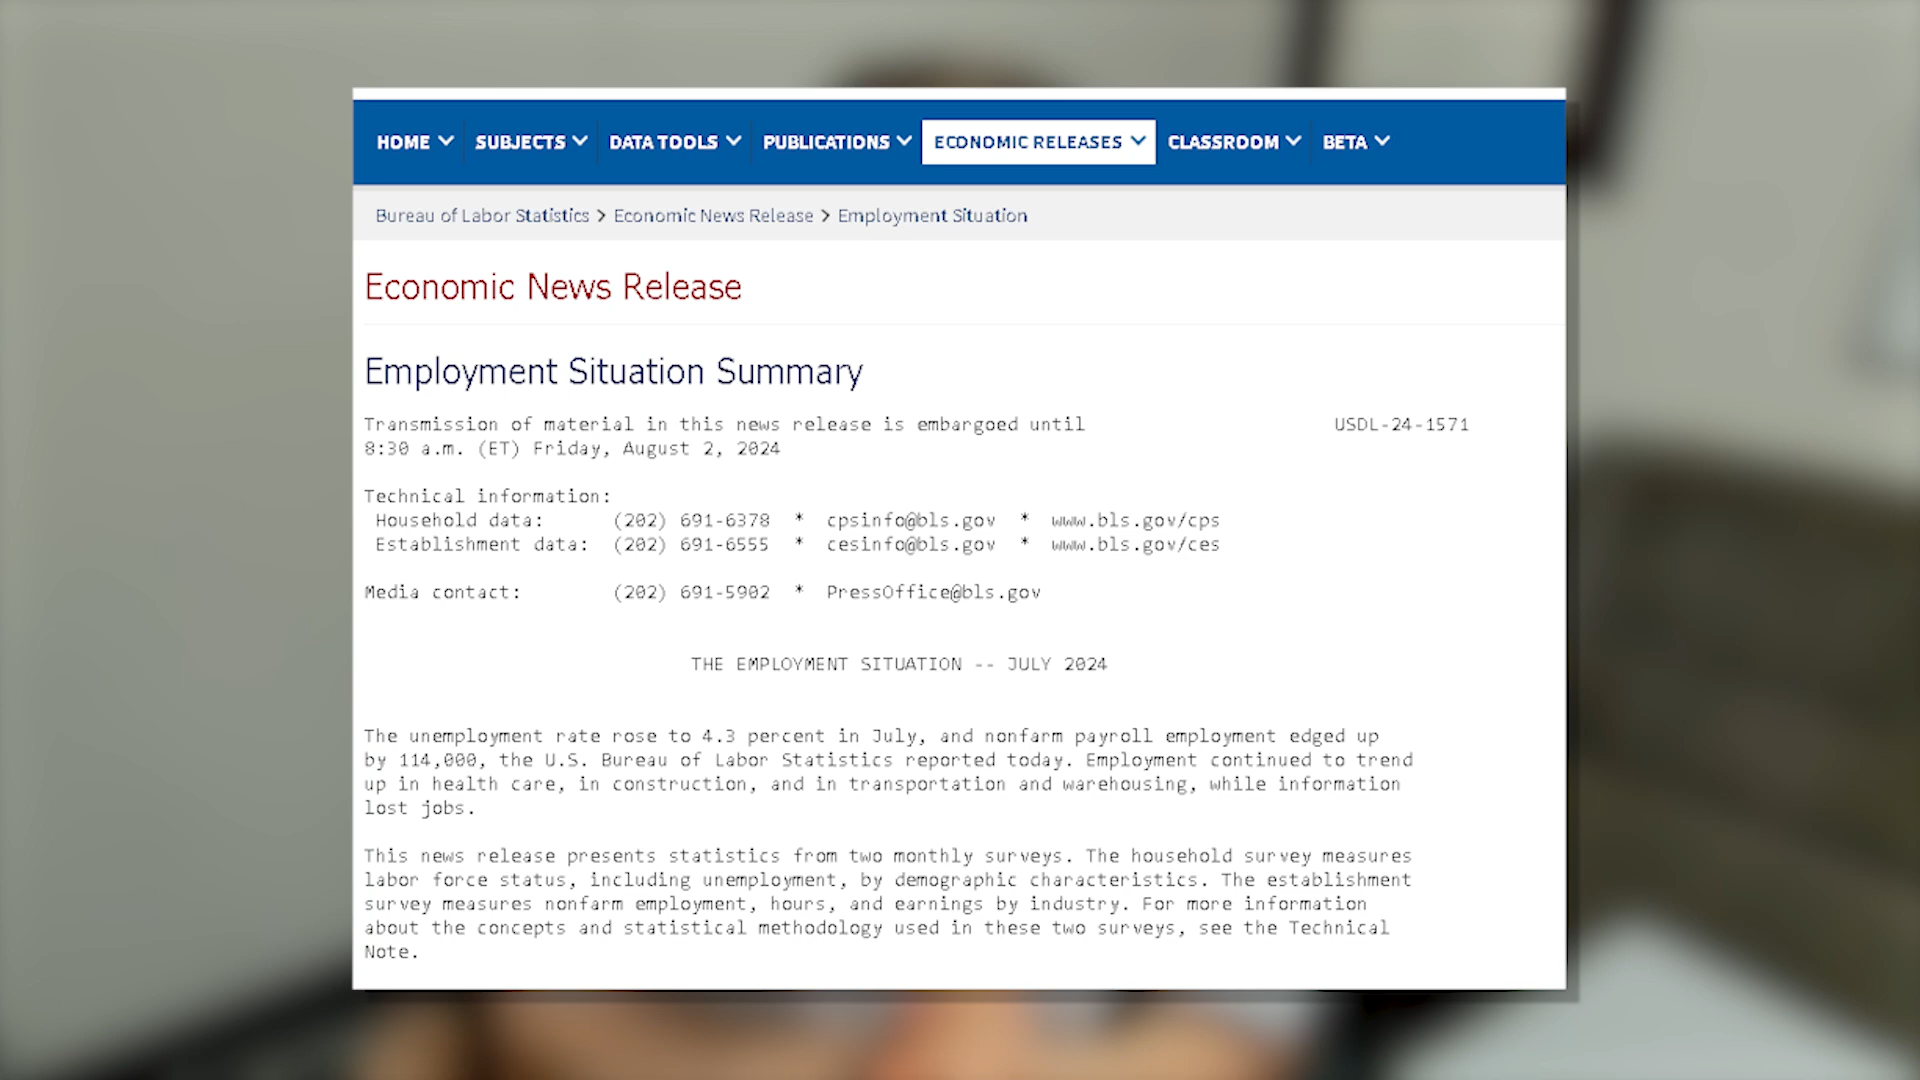 HOME SUBJECTS DATA TOOLS PUBLICATIONS ECONOMIC RELEASES CLASSROOM BETA
Bureau of Labor Statistics > Economic News Release > Employment Situation
Economic News Release
Employment Situation Summary
Transmission of material in this news release is embargoed until USDL-24-1571
8:30 a.m. (ET) Friday, August 2, 2024
Technical information:
Household data: (202) 691-6378 * cpsinfo@bls.gov * www.bls.gov/cps
Establishment data: (202) 691-6555 * cesinfo@bls.gov * www.bls.gov/ces
Media contact: (202) 691-5902 * PressOffice@bls.gov
THE EMPLOYMENT SITUATION -- JULY 2024
The unemployment rate rose to 4.3 percent in July, and nonfarm payroll employment edged up
by 114,000, the U.S. Bureau of Labor Statistics reported today. Employment continued to trend
up in health care, in construction, and in transportation and warehousing, while information
lost jobs.
This news release presents statistics from two monthly surveys. The household survey measures
labor force status, including unemployment, by demographic characteristics. The establishment
survey measures nonfarm employment, hours, and earnings by industry. For more information
about the concepts and statistical methodology used in these two surveys, see the Technical
Note.